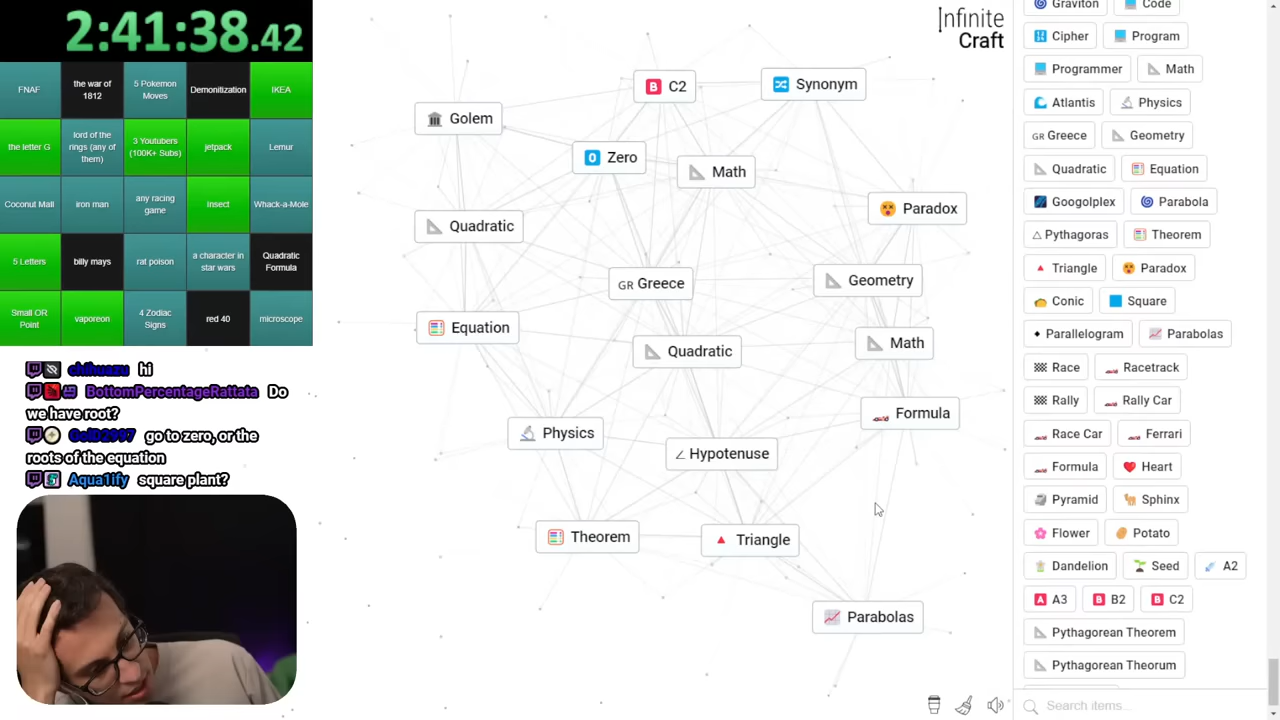 2:41:38.42
FNAF
the war of
1812
5 Pokemon
Moves
Demonitization
IKEA
the letter G
lord of the
rings (any of
them)
3 Youtubers
(100K+ Subs)
jetpack
Lemur
Coconut Mall
iron man
any racing
game
Insect
Whack-a-Mole
5 Letters
billy mays
rat poison
a character in
star wars
Quadratic
Formula
Small OR
Point
vaporeon
4 Zodiac
Signs
red 40
microscope
chihuazu hi
BottomPercentageRattata Do
we have root?
GolD2997 go to zero, or the
roots of the equation
Aqua1ify square plant?
Infinite
Craft
B C2
Synonym
Golem
0 Zero
Math
Paradox
Quadratic
GR Greece
Geometry
Equation
Quadratic
Math
Formula
Physics
Hypotenuse
Theorem
Triangle
Parabolas
Graviton
Code
Cipher
Program
Programmer
Math
Atlantis
Physics
GR Greece
Geometry
Quadratic
Equation
Googolplex
Parabola
Pythagoras
Theorem
Triangle
Paradox
Conic
Square
Parallelogram
Parabolas
Race
Racetrack
Rally
Rally Car
Race Car
Ferrari
Formula
Heart
Pyramid
Sphinx
Flower
Potato
Dandelion
Seed
A2
A A3
B B2
B C2
Pythagorean Theorem
Pythagorean Theorum
Search items...